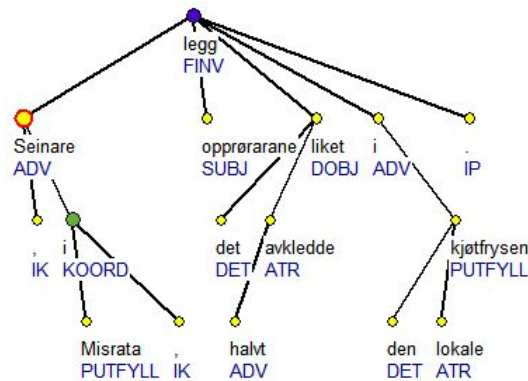 legg
FINV
Seinare opprørarane liket i .
ADV SUBJ DOBJ ADV IP
, i det avkledde kjøtfrysen
IK KOORD DET ATR PUTFYLL
Misrata , halvt den lokale
PUTFYLL IK ADV DET ATR